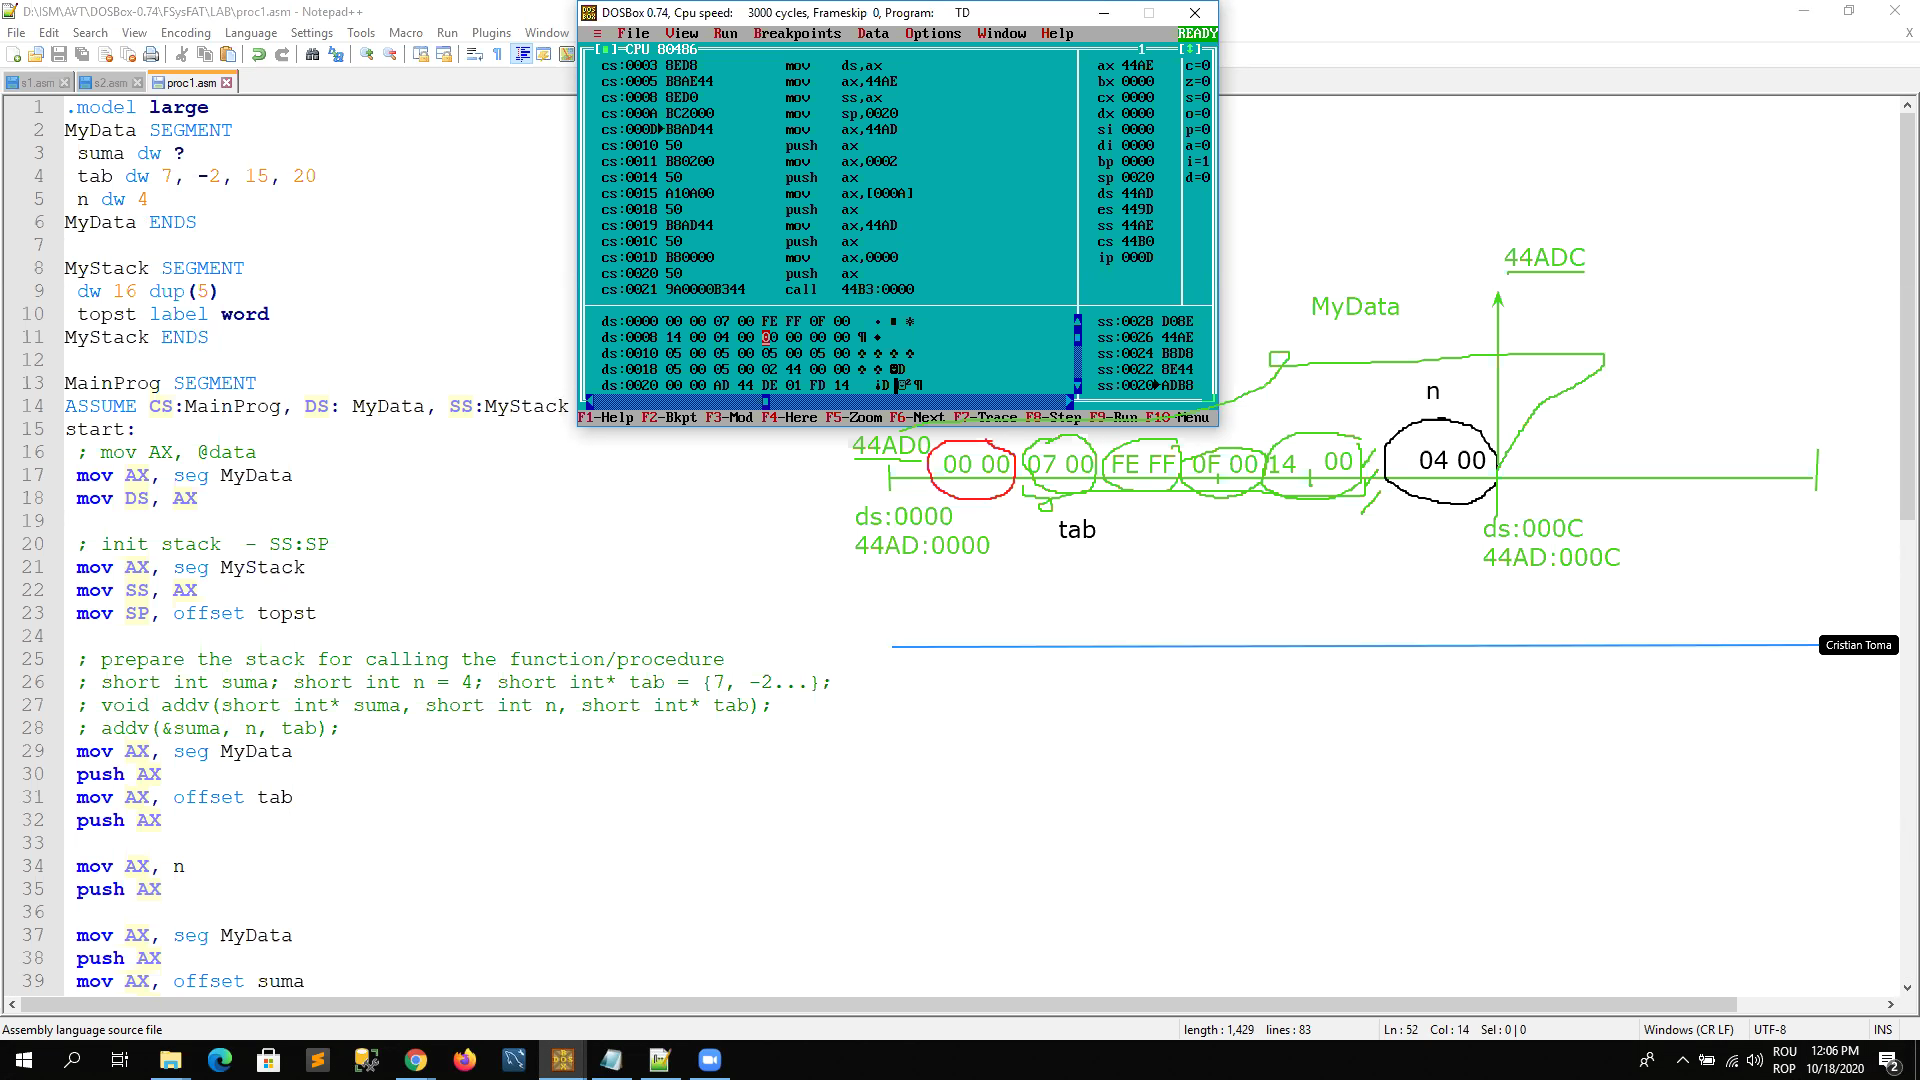 D:\ISM\AVT\DOSBox-0.74\FSysFAT\LAB\proc1.asm - Notepad++
File Edit Search View Encoding Language Settings Tools Macro Run Plugins Window
s1.asm s2.asm proc1.asm
1 .model large
2 MyData SEGMENT
3 suma dw ?
4 tab dw 7, -2, 15, 20
5 n dw 4
6 MyData ENDS
7
8 MyStack SEGMENT
9 dw 16 dup(5)
10 topst label word
11 MyStack ENDS
12
13 MainProg SEGMENT
14 ASSUME CS:MainProg, DS: MyData, SS:MyStack
15 start:
16 ; mov AX, @data
17 mov AX, seg MyData
18 mov DS, AX
19
20 ; init stack - SS:SP
21 mov AX, seg MyStack
22 mov SS, AX
23 mov SP, offset topst
24
25 ; prepare the stack for calling the function/procedure
26 ; short int suma; short int n = 4; short int* tab = {7, -2...};
27 ; void addv(short int* suma, short int n, short int* tab);
28 ; addv(&suma, n, tab);
29 mov AX, seg MyData
30 push AX
31 mov AX, offset tab
32 push AX
33
34 mov AX, n
35 push AX
36
37 mov AX, seg MyData
38 push AX
39 mov AX, offset suma
DOSBox 0.74, Cpu speed: 3000 cycles, Frameskip 0, Program: TD
≡ File View Run Breakpoints Data Options Window Help READY
CPU 80486 1
cs:0003 8ED8 mov ds,ax ax 44AE c=0
cs:0005 B8AE44 mov ax,44AE bx 0000 z=0
cs:0008 8ED0 mov ss,ax cx 0000 s=0
cs:000A BC2000 mov sp,0020 dx 0000 o=0
cs:000D►B8AD44 mov ax,44AD si 0000 p=0
cs:0010 50 push ax di 0000 a=0
cs:0011 B80200 mov ax,0002 bp 0000 i=1
cs:0014 50 push ax sp 0020 d=0
cs:0015 A10A00 mov ax,[000A] ds 44AD
cs:0018 50 push ax es 449D
cs:0019 B8AD44 mov ax,44AD ss 44AE
cs:001C 50 push ax cs 44B0
cs:001D B80000 mov ax,0000 ip 000D
cs:0020 50 push ax
cs:0021 9A0000B344 call 44B3:0000
ds:0000 00 00 07 00 FE FF 0F 00 ss:0028 D08E
ds:0008 14 00 04 00 00 00 00 00 ss:0026 44AE
ds:0010 05 00 05 00 05 00 05 00 ss:0024 B8D8
ds:0018 05 00 05 00 02 44 00 00 ss:0022 8E44
ds:0020 00 00 AD 44 DE 01 FD 14 ss:0020►ADB8
F1-Help F2-Bkpt F3-Mod F4-Here F5-Zoom F6-Next F7-Trace F8-Step F9-Run F10-Menu
44ADC
MyData
n
44AD0
00 00 07 00 FE FF 0F 00 14 00 04 00
ds:0000
44AD:0000
tab
ds:000C
44AD:000C
Cristian Toma
Assembly language source file length : 1,429 lines : 83 Ln : 52 Col : 14 Sel : 0 | 0 Windows (CR LF) UTF-8 INS
ROU
ROP
12:06 PM
10/18/2020
2